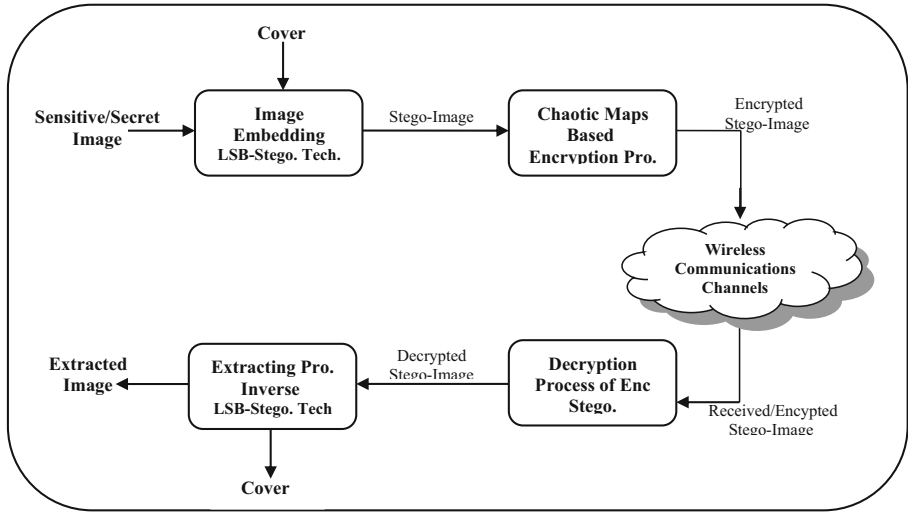 Cover
Sensitive/Secret
Image
Image
Embedding
LSB-Stego. Tech.
Stego-Image
Chaotic Maps
Based
Encryption Pro.
Encrypted
Stego-Image
Wireless
Communications
Channels
Received/Encypted
Stego-Image
Decryption
Process of Enc
Stego.
Decrypted
Stego-Image
Extracting Pro.
Inverse
LSB-Stego. Tech
Extracted
Image
Cover